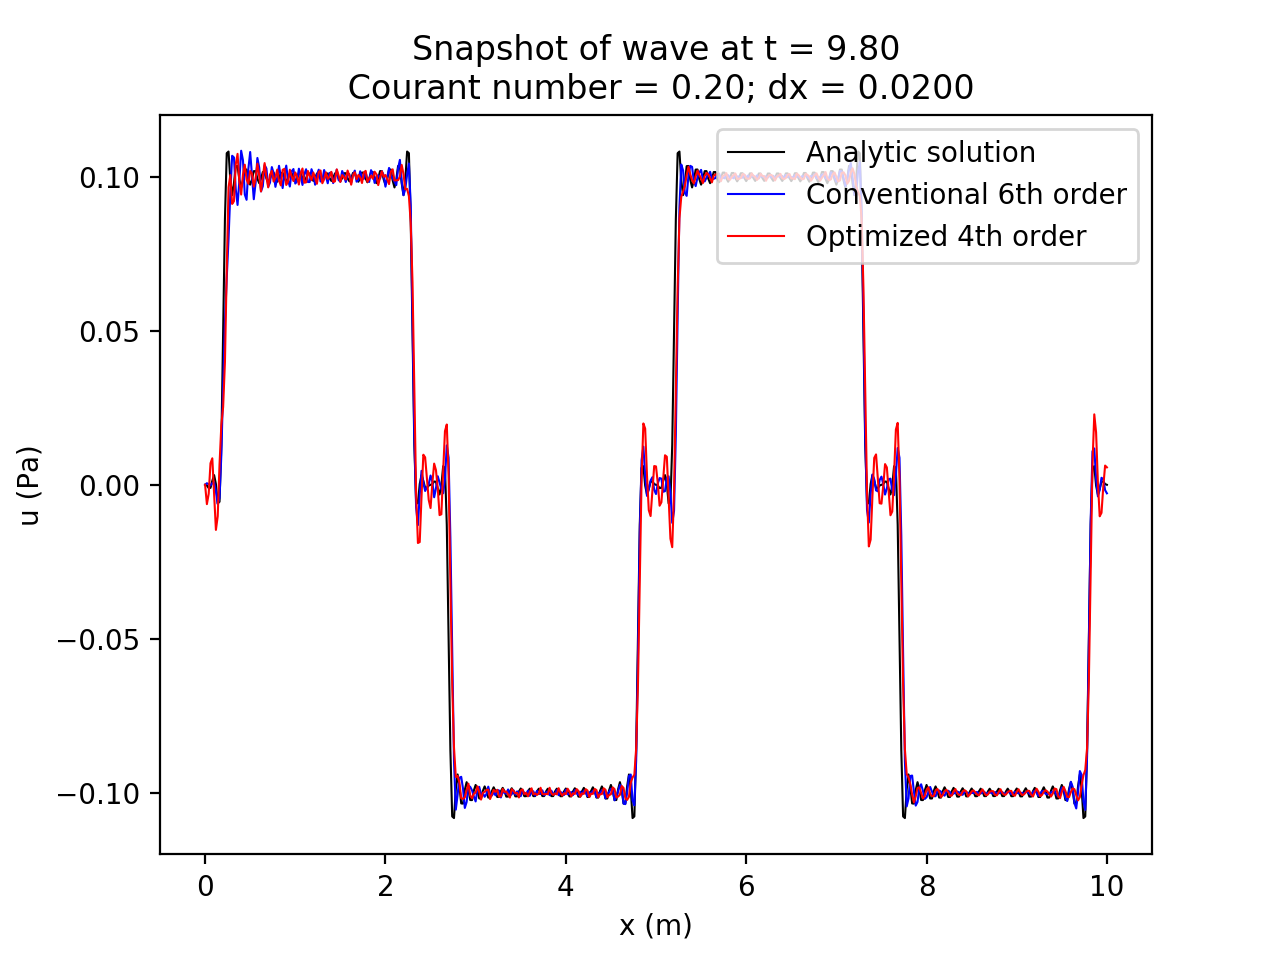 Snapshot of wave at t = 9.80
Courant number = 0.20; dx = 0.0200
Analytic solution
Conventional 6th order
Optimized 4th order
u (Pa)
0.10
0.05
0.00
−0.05
−0.10
0 2 4 6 8 10
x (m)